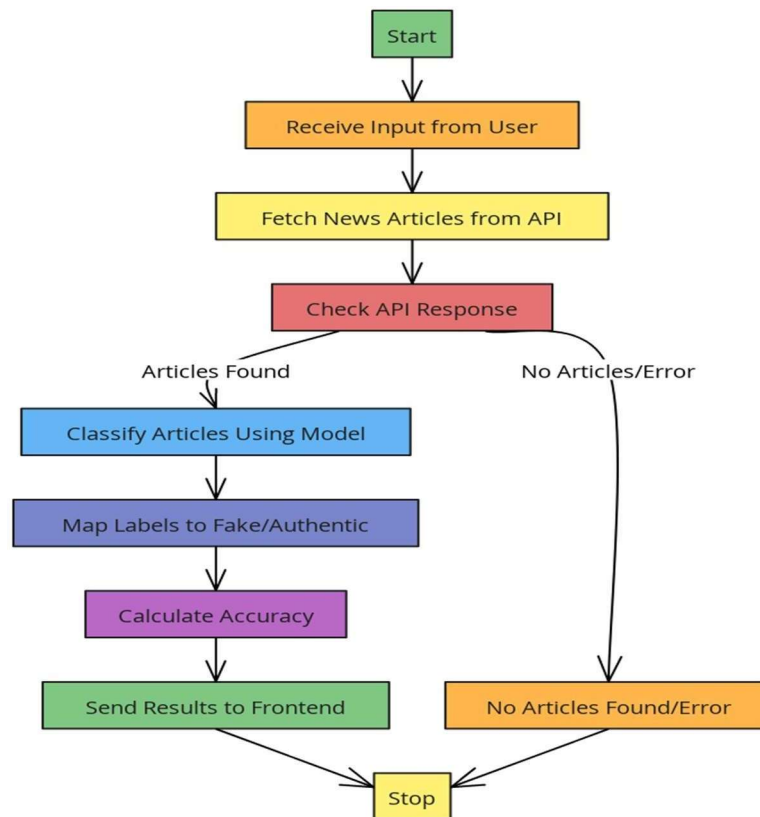 Start
Receive Input from User
Fetch News Articles from API
Check API Response
Articles Found
No Articles/Error
Classify Articles Using Model
Map Labels to Fake/Authentic
Calculate Accuracy
Send Results to Frontend
No Articles Found/Error
Stop